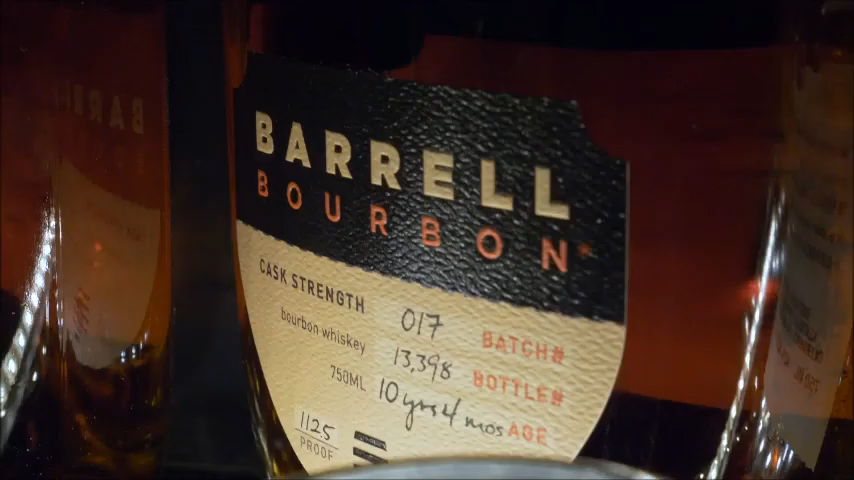 BARRELL
BOURBON
CASK STRENGTH
017 BATCH#
bourbon whiskey
13,398 BOTTLE#
750ML
10 yrs 4 mos AGE
112.5
PROOF